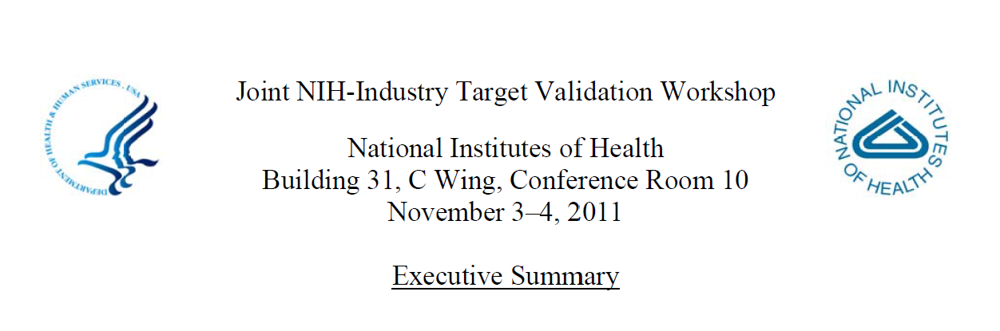 DEPARTMENT OF HEALTH & HUMAN SERVICES · USA
Joint NIH-Industry Target Validation Workshop
NATIONAL INSTITUTES OF HEALTH
National Institutes of Health
Building 31, C Wing, Conference Room 10
November 3–4, 2011
Executive Summary